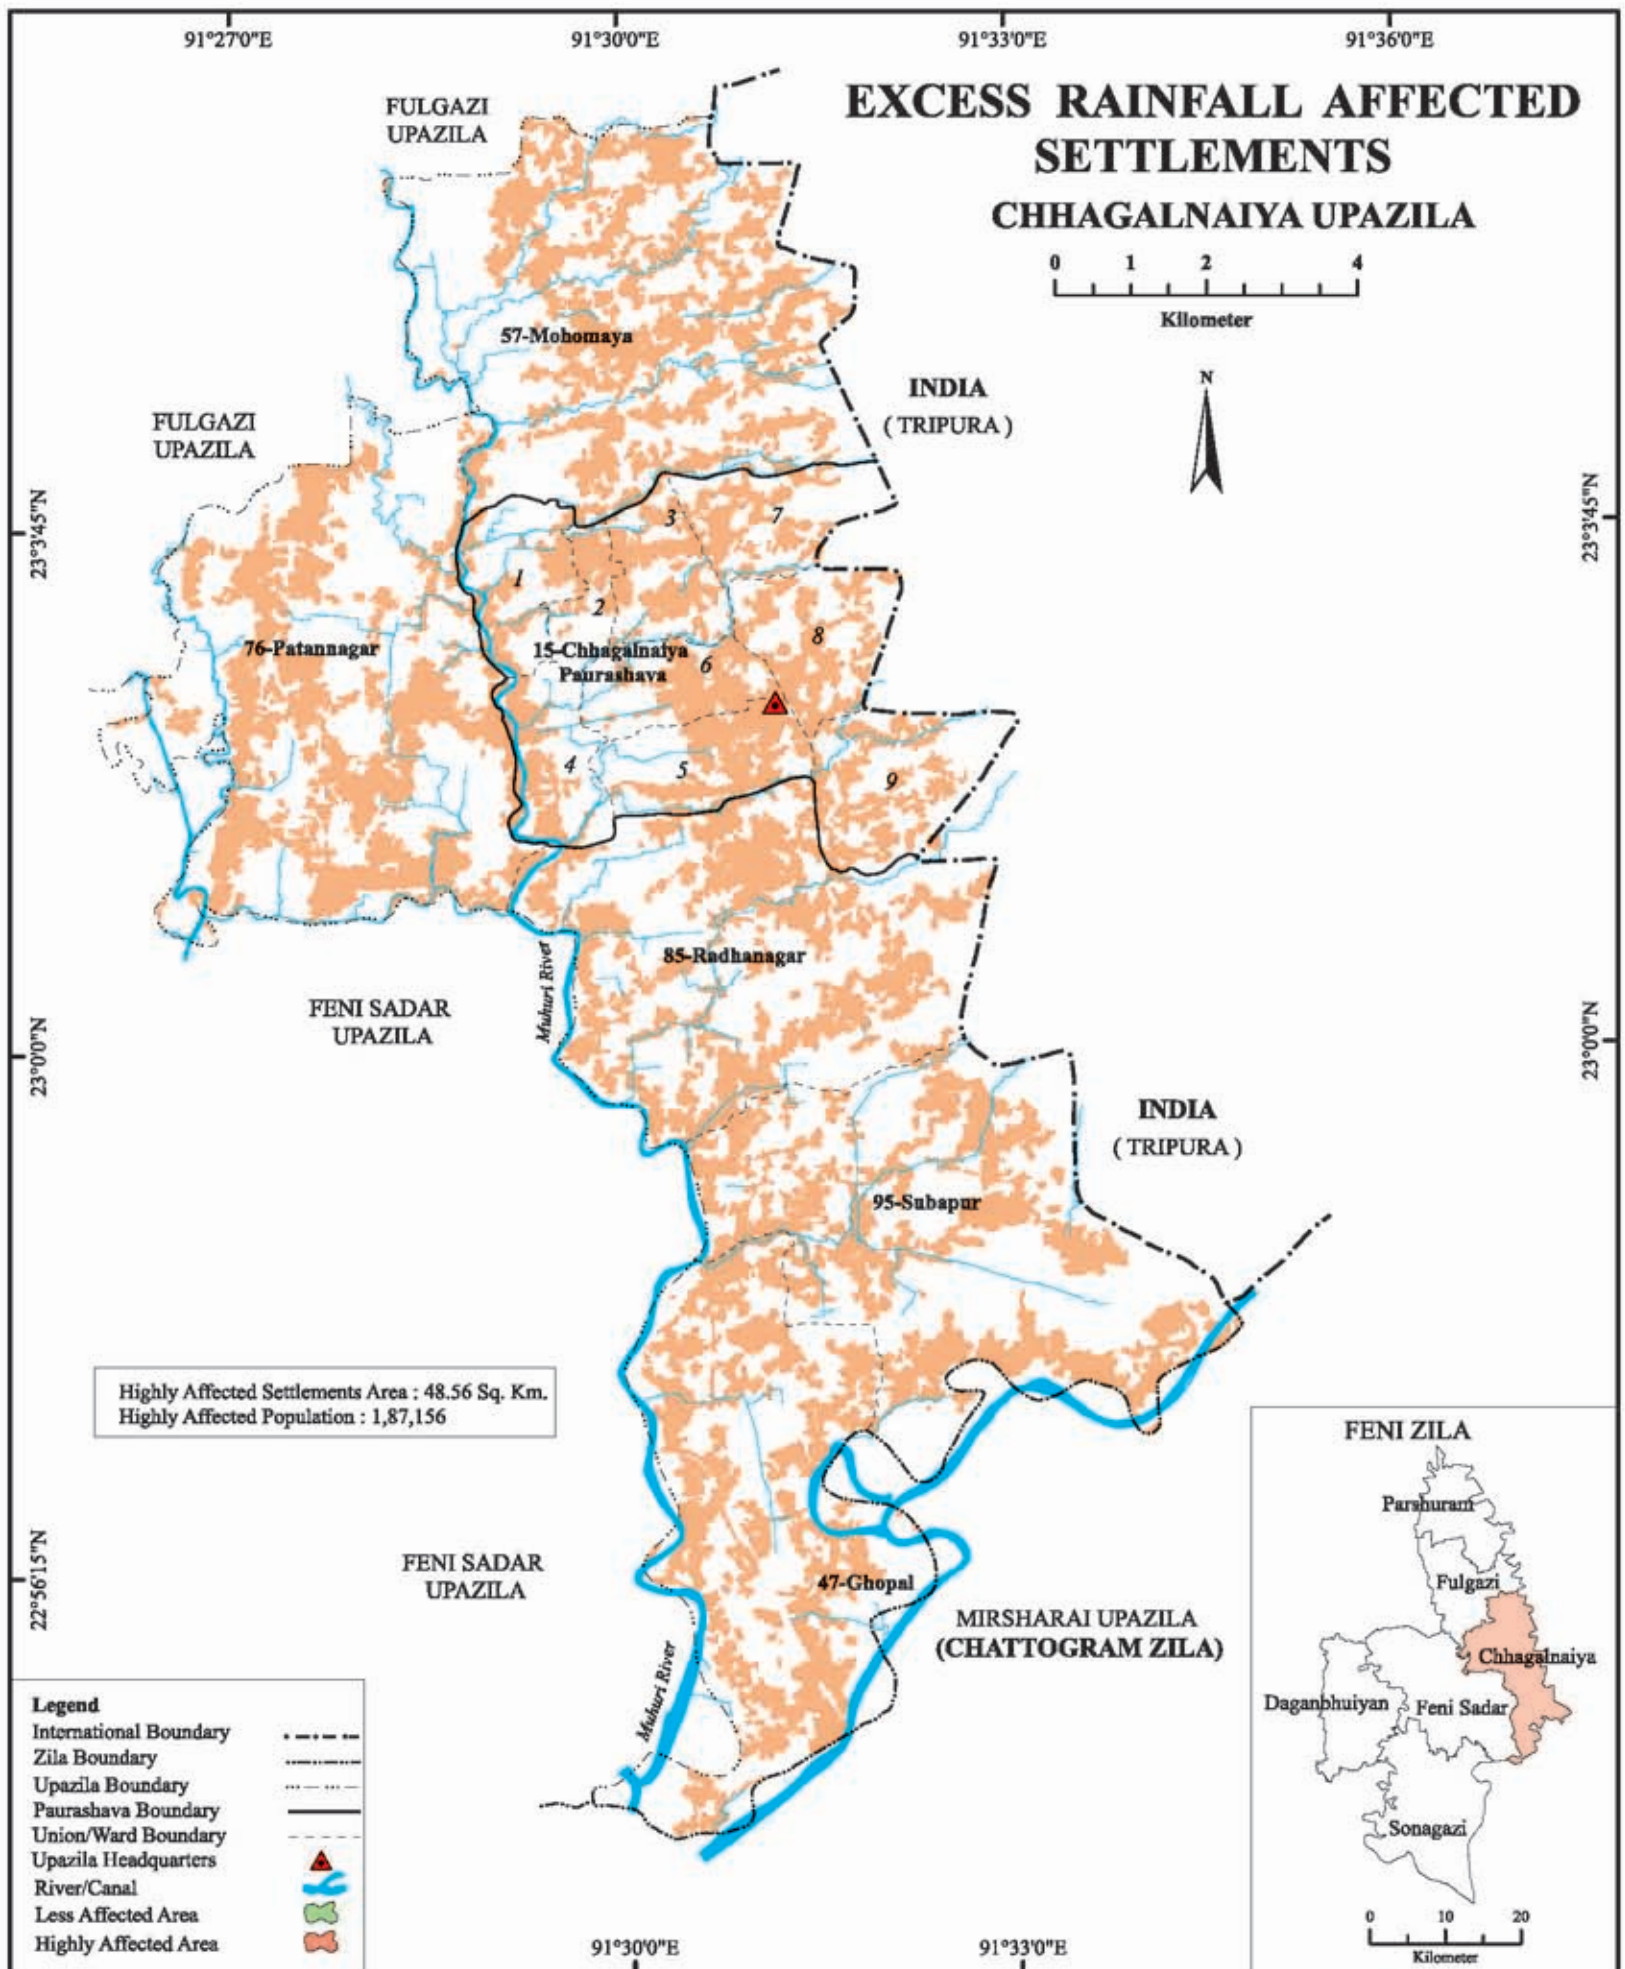 91°27'0"E
91°30'0"E
91°33'0"E
91°36'0"E
EXCESS RAINFALL AFFECTED
SETTLEMENTS
CHHAGALNAIYA UPAZILA
0 1 2 4
Kilometer
N
FULGAZI
UPAZILA
57-Mohomaya
INDIA
( TRIPURA )
FULGAZI
UPAZILA
23°3'45"N
23°3'45"N
3
7
1
2
8
76-Patannagar
15-Chhagalnaiya
Paurashava
6
4
5
9
85-Radhanagar
Muhuri River
FENI SADAR
UPAZILA
23°0'0"N
23°0'0"N
INDIA
( TRIPURA )
95-Subapur
Highly Affected Settlements Area : 48.56 Sq. Km.
Highly Affected Population : 1,87,156
22°56'15"N
FENI SADAR
UPAZILA
47-Ghopal
MIRSHARAI UPAZILA
(CHATTOGRAM ZILA)
Muhuri River
FENI ZILA
Parshuram
Fulgazi
Chhagalnaiya
Daganbhuiyan
Feni Sadar
Sonagazi
0 10 20
Kilometer
Legend
International Boundary
Zila Boundary
Upazila Boundary
Paurashava Boundary
Union/Ward Boundary
Upazila Headquarters
River/Canal
Less Affected Area
Highly Affected Area
91°30'0"E
91°33'0"E